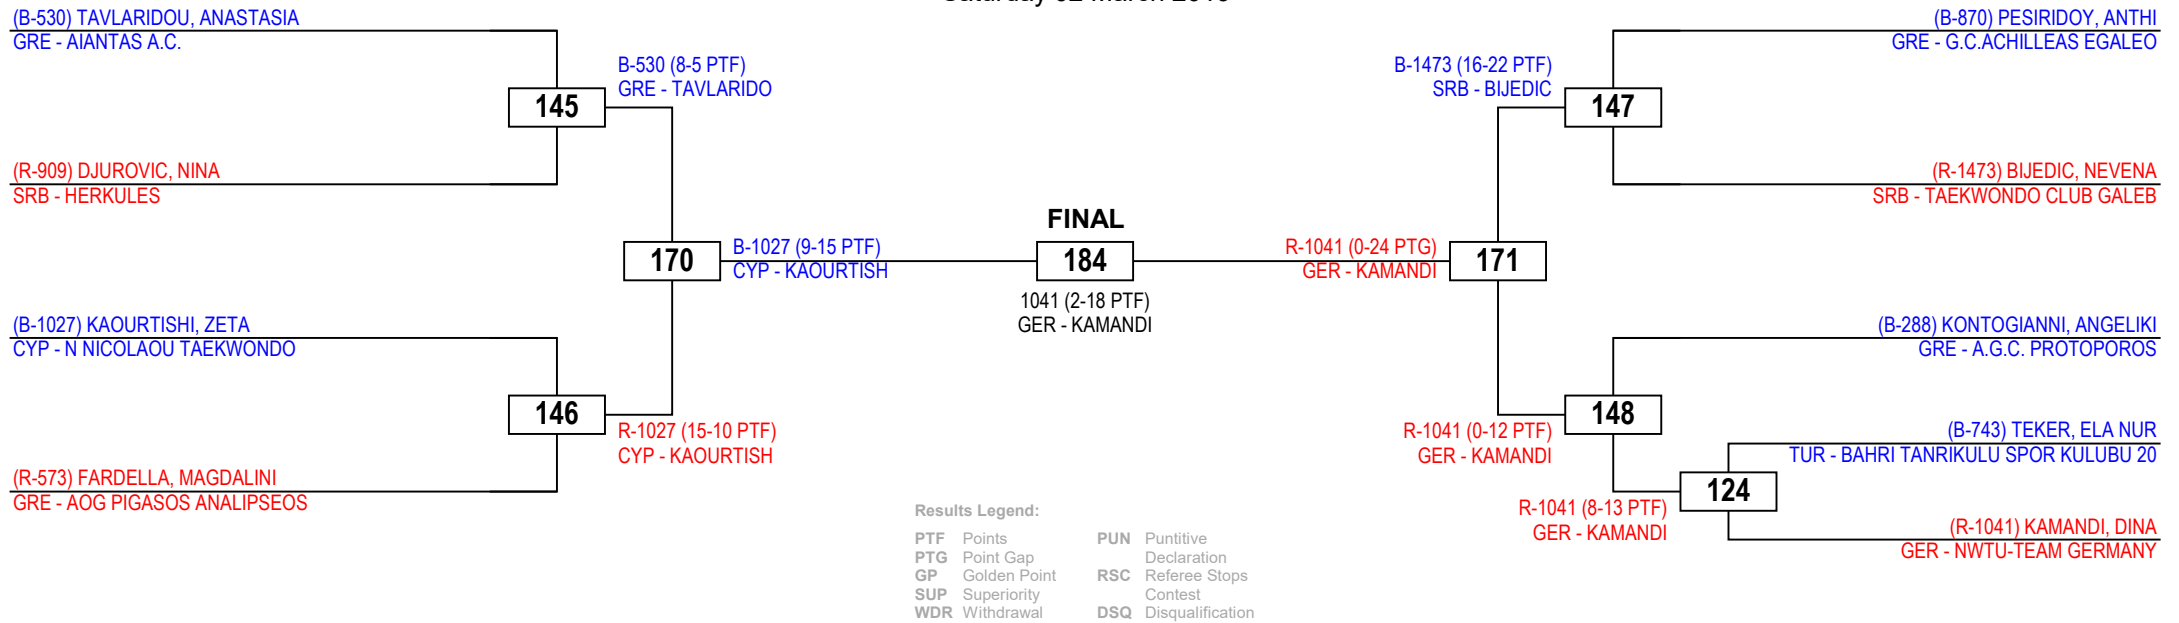 (B-530) TAVLARIDOU, ANASTASIA
GRE - AIANTAS A.C.
145
B-530 (8-5 PTF)
GRE - TAVLARIDO
(R-909) DJUROVIC, NINA
SRB - HERKULES
170
B-1027 (9-15 PTF)
CYP - KAOURTISH
(B-1027) KAOURTISHI, ZETA
CYP - N NICOLAOU TAEKWONDO
146
R-1027 (15-10 PTF)
CYP - KAOURTISH
(R-573) FARDELLA, MAGDALINI
GRE - AOG PIGASOS ANALIPSEOS
FINAL
184
1041 (2-18 PTF)
GER - KAMANDI
(B-870) PESIRIDOY, ANTHI
GRE - G.C.ACHILLEAS EGALEO
B-1473 (16-22 PTF)
SRB - BIJEDIC
147
(R-1473) BIJEDIC, NEVENA
SRB - TAEKWONDO CLUB GALEB
R-1041 (0-24 PTG)
GER - KAMANDI
171
(B-288) KONTOGIANNI, ANGELIKI
GRE - A.G.C. PROTOPOROS
148
R-1041 (0-12 PTF)
GER - KAMANDI
(B-743) TEKER, ELA NUR
TUR - BAHRI TANRIKULU SPOR KULUBU 20
124
R-1041 (8-13 PTF)
GER - KAMANDI
(R-1041) KAMANDI, DINA
GER - NWTU-TEAM GERMANY
Results Legend:
PTF Points
PTG Point Gap
GP Golden Point
SUP Superiority
WDR Withdrawal
PUN Puntitive
Declaration
RSC Referee Stops
Contest
DSQ Disqualification